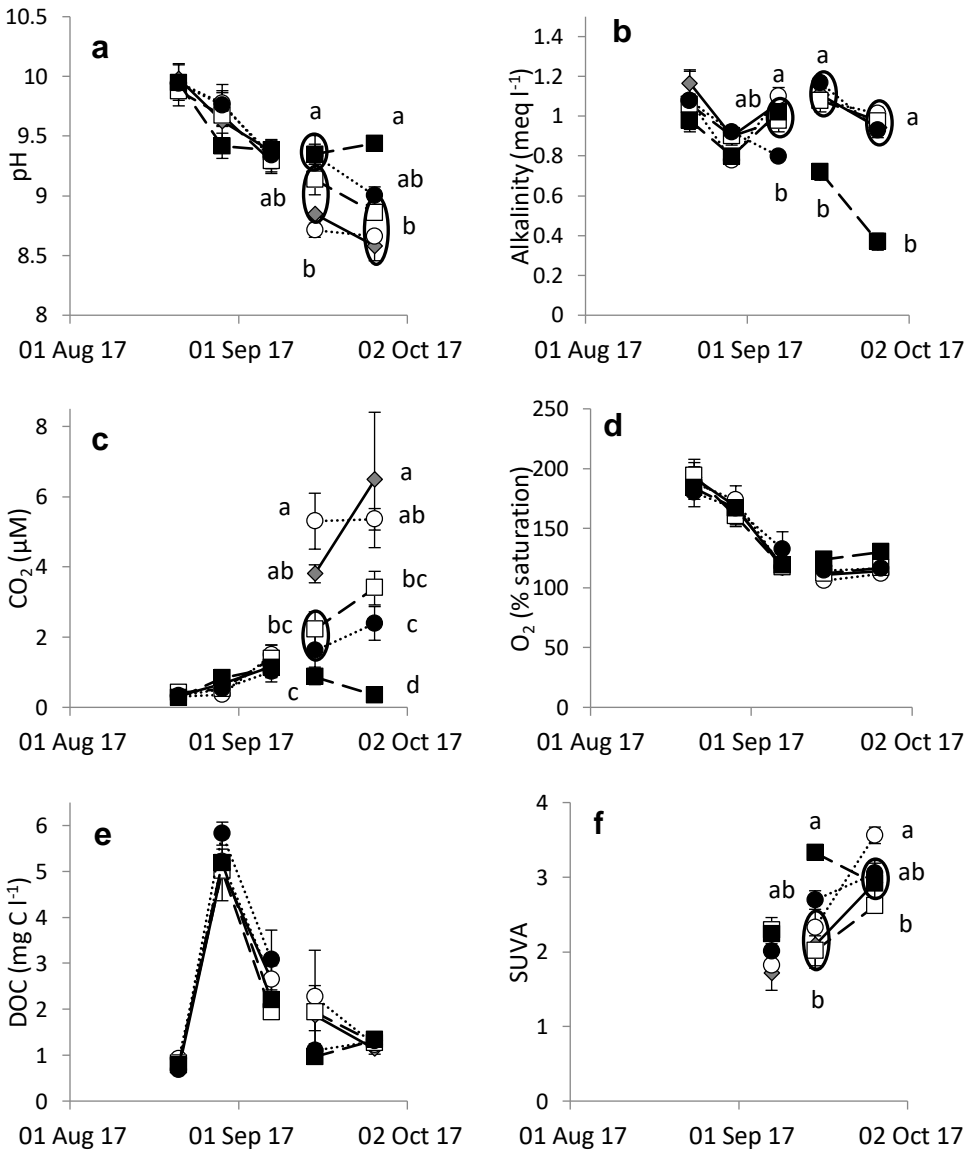 a
10.5
10
9.5
9
8.5
8
pH
a
a
ab
ab
b
b
01 Aug 17
01 Sep 17
02 Oct 17
b
1.4
1.2
1
0.8
0.6
0.4
0.2
0
Alkalinity (meq l-1)
a
a
ab
a
b
b
b
01 Aug 17
01 Sep 17
02 Oct 17
c
8
6
4
2
0
CO2 (µM)
a
a
ab
ab
bc
bc
c
c
d
01 Aug 17
01 Sep 17
02 Oct 17
d
250
200
150
100
50
0
O2 (% saturation)
01 Aug 17
01 Sep 17
02 Oct 17
e
6
5
4
3
2
1
0
DOC (mg C l-1)
01 Aug 17
01 Sep 17
02 Oct 17
f
4
3
2
1
0
SUVA
a
a
ab
ab
b
b
01 Aug 17
01 Sep 17
02 Oct 17